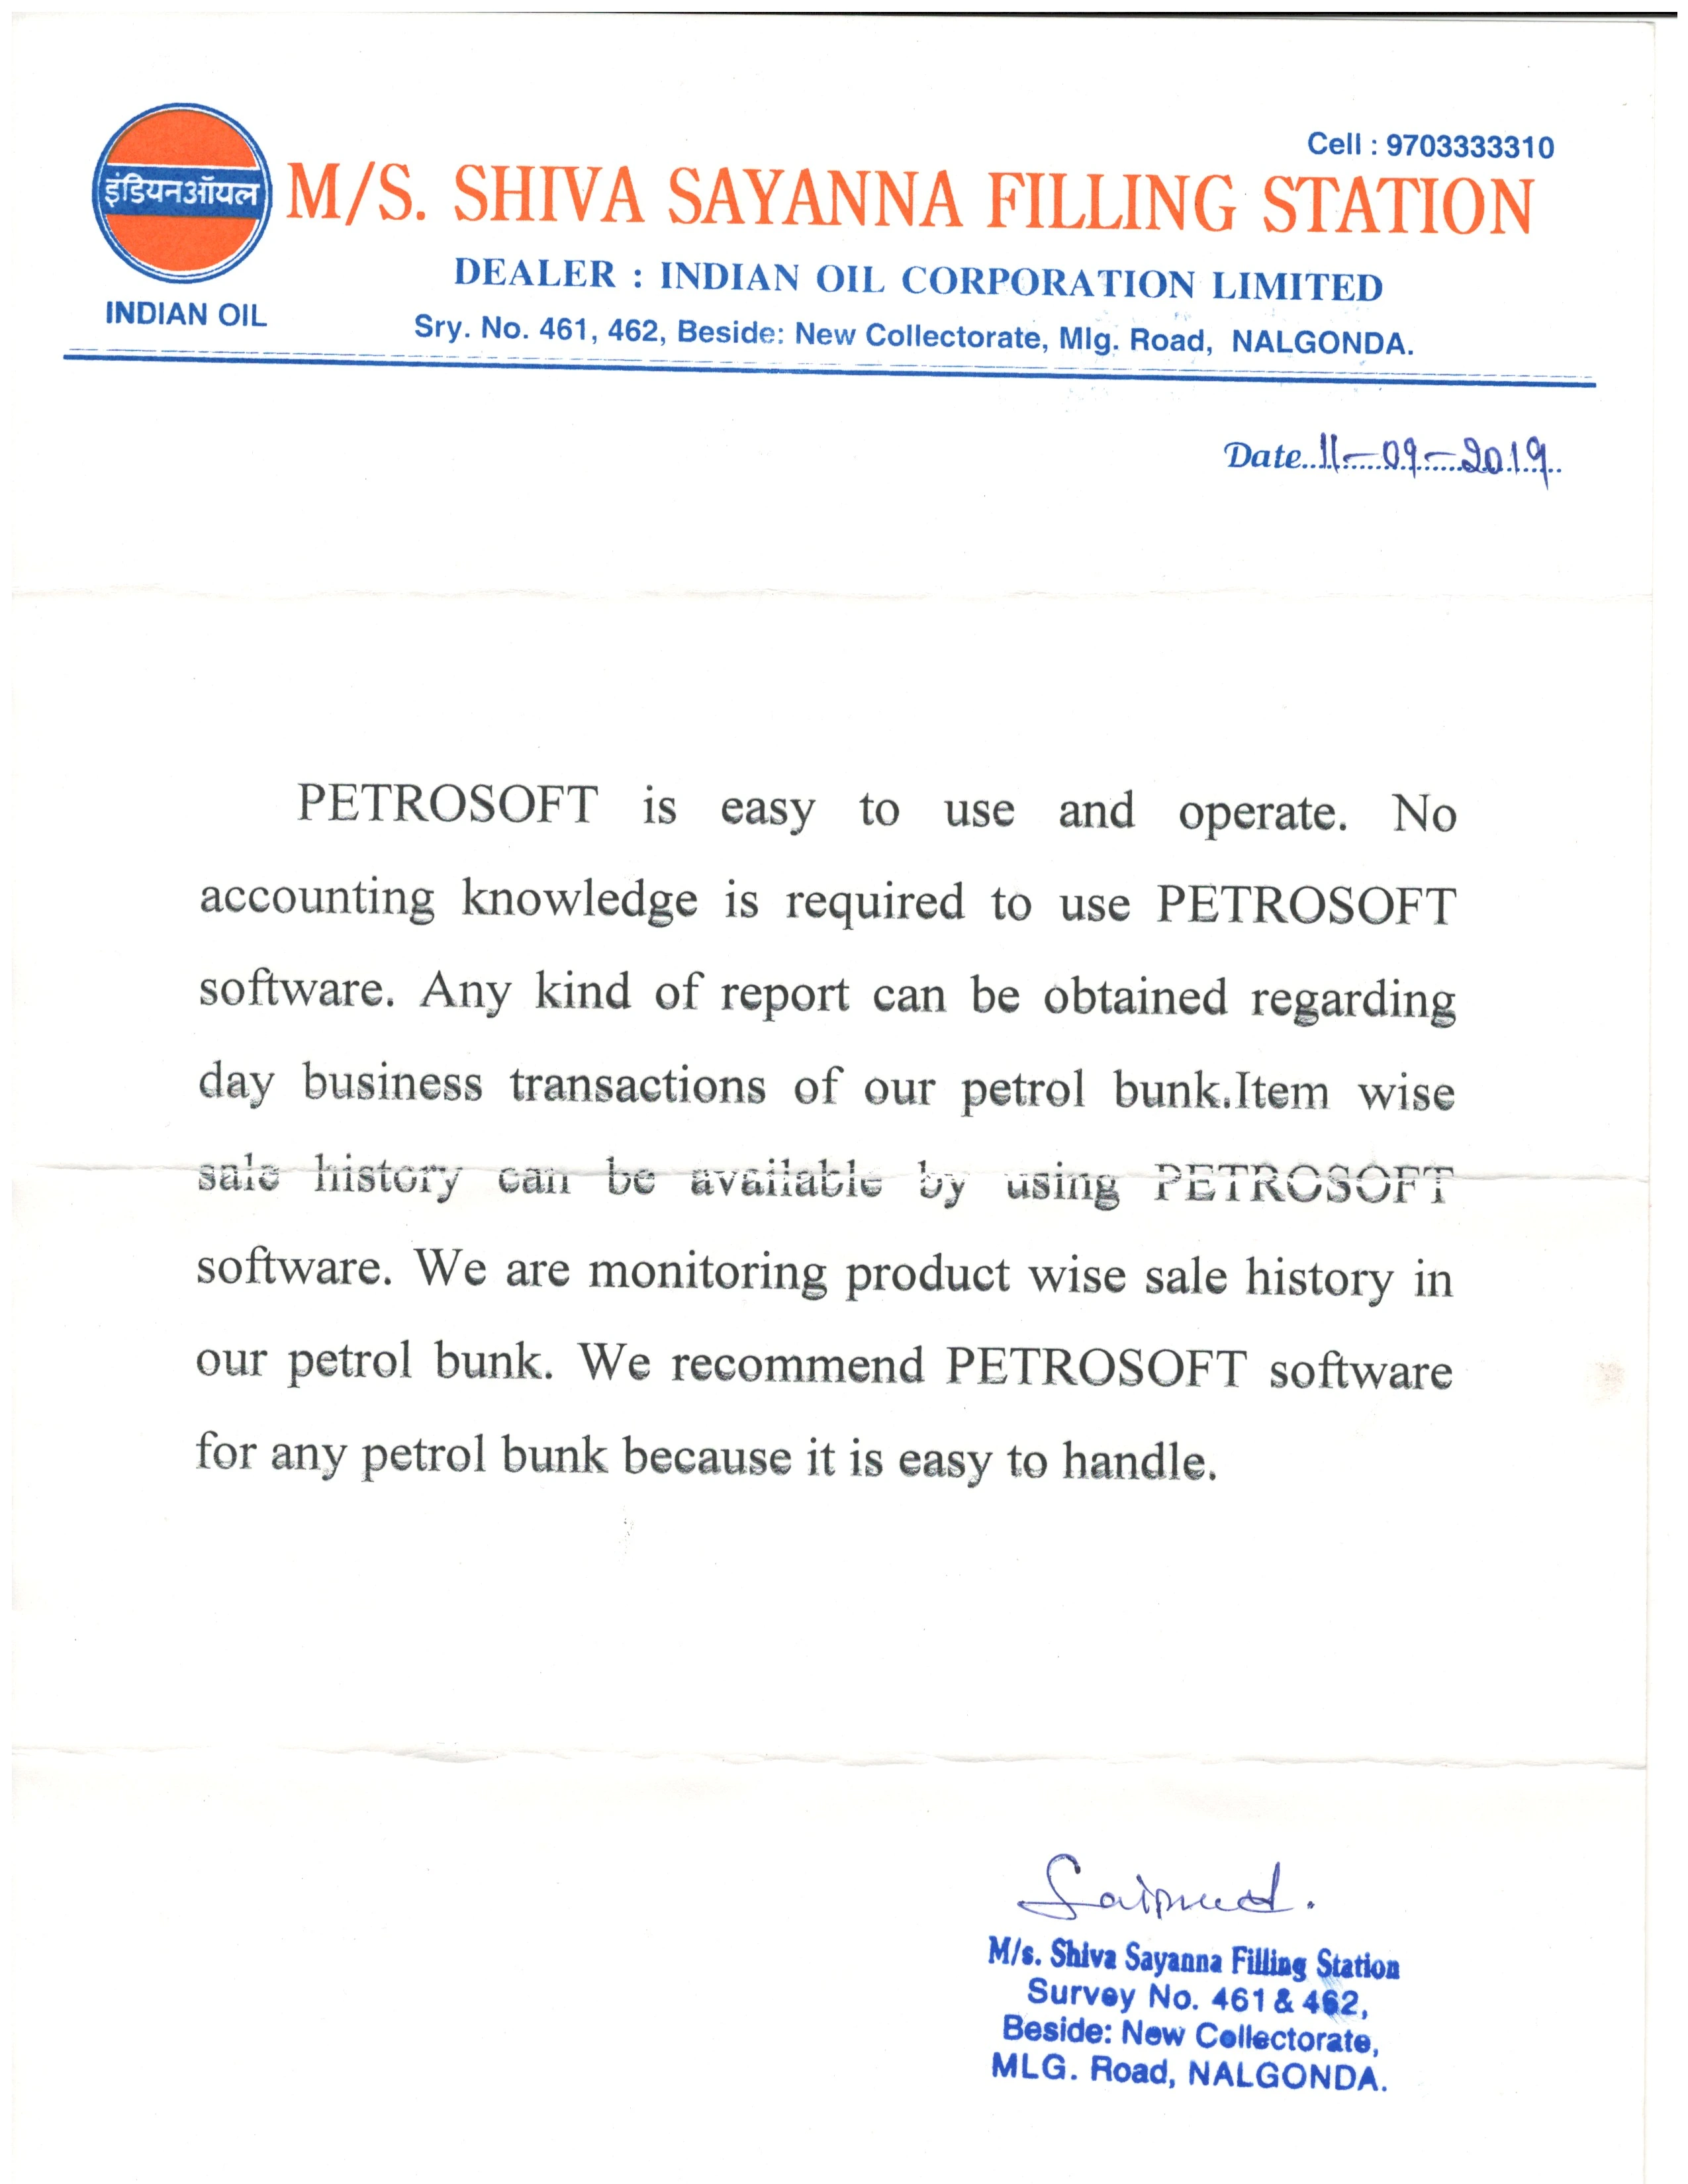 Cell : 9703333310
इंडियनऑयल
M/S. SHIVA SAYANNA FILLING STATION
DEALER : INDIAN OIL CORPORATION LIMITED
INDIAN OIL
Sry. No. 461, 462, Beside: New Collectorate, Mlg. Road, NALGONDA.
Date 11-09-2019
PETROSOFT is easy to use and operate. No
accounting knowledge is required to use PETROSOFT
software. Any kind of report can be obtained regarding
day business transactions of our petrol bunk.Item wise
sale history can be available by using PETROSOFT
software. We are monitoring product wise sale history in
our petrol bunk. We recommend PETROSOFT software
for any petrol bunk because it is easy to handle.
M/s. Shiva Sayanna Filling Station
Survey No. 461 & 462,
Beside: New Collectorate,
MLG. Road, NALGONDA.